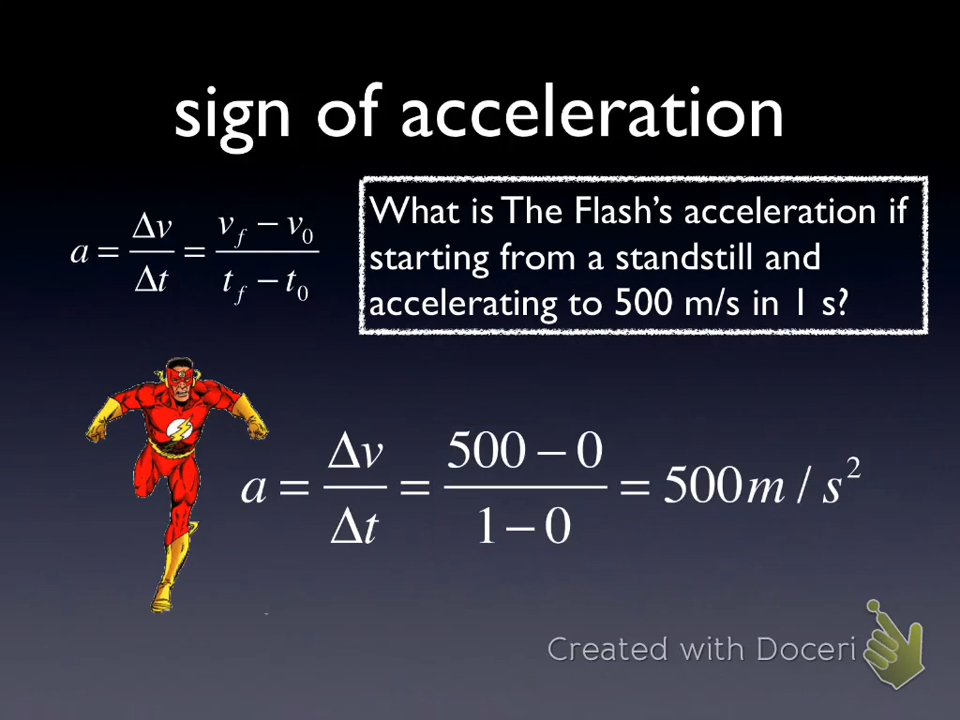 sign of acceleration
a = Δv/Δt = (v_f − v_0)/(t_f − t_0)
What is The Flash's acceleration if
starting from a standstill and
accelerating to 500 m/s in 1 s?
a = Δv/Δt = (500 − 0)/(1 − 0) = 500m / s²
Created with Doceri